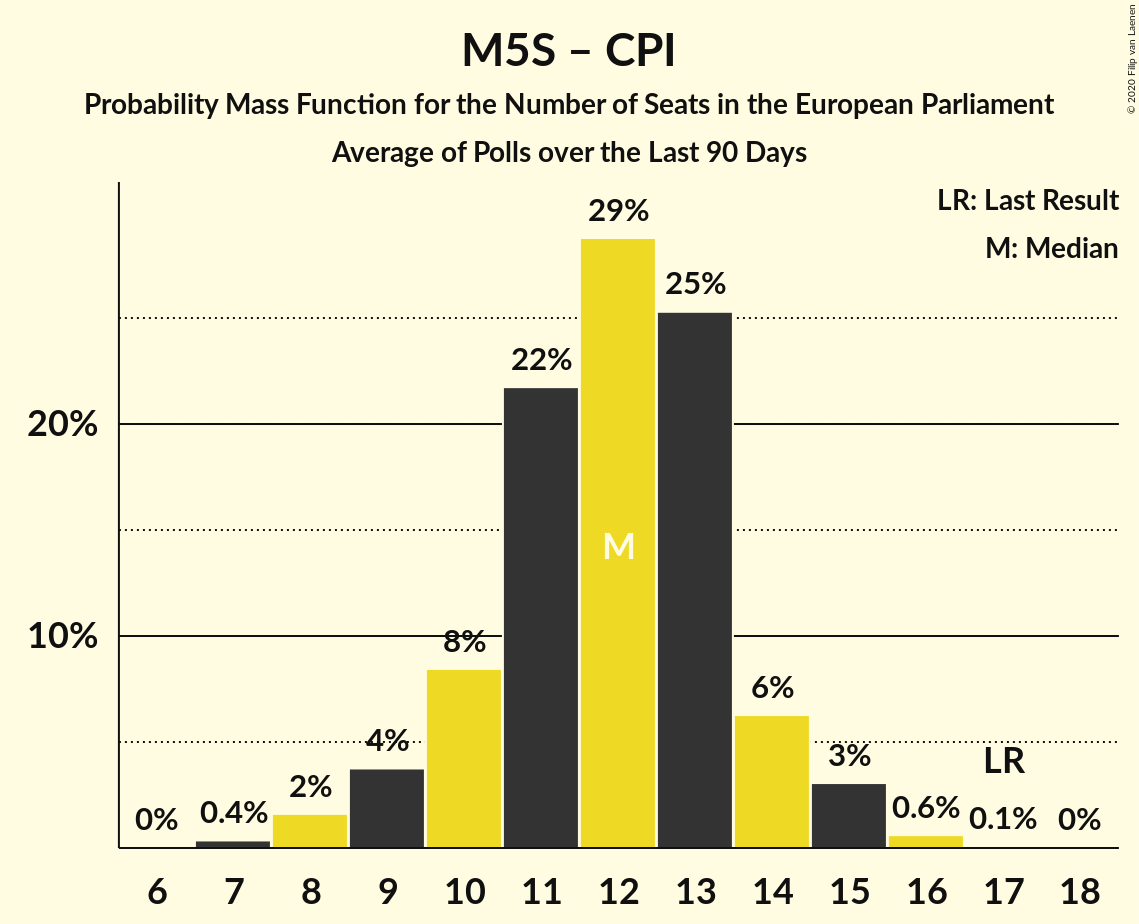 M5S – CPI
Probability Mass Function for the Number of Seats in the European Parliament
Average of Polls over the Last 90 Days
© 2020 Filip van Laenen
LR: Last Result
M: Median
20%
10%
0%
0.4%
2%
4%
8%
22%
29%
25%
6%
3%
0.6%
0.1%
0%
M
LR
6 7 8 9 10 11 12 13 14 15 16 17 18